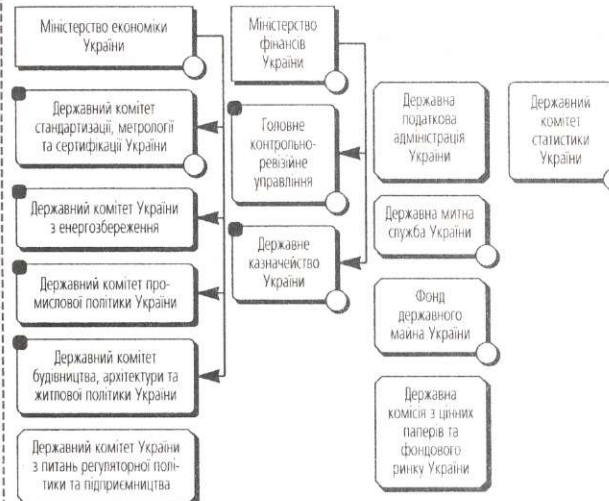 Міністерство економіки
України
Державний комітет
стандартизації, метрології
та сертифікації України
Державний комітет України
з енергозбереження
Державний комітет про-
мислової політики України
Державний комітет
будівництва, архітектури та
житлової політики України
Державний комітет України
з питань регуляторної полі-
тики та підприємництва
Міністерство
фінансів
України
Головне
контрольно-
ревізійне
управління
Державне
казначейство
України
Державна
податкова
адміністрація
України
Державна митна
служба України
Фонд
державного
майна України
Державна
комісія з цінних
паперів та
фондового
ринку України
Державний
комітет
статистики
України